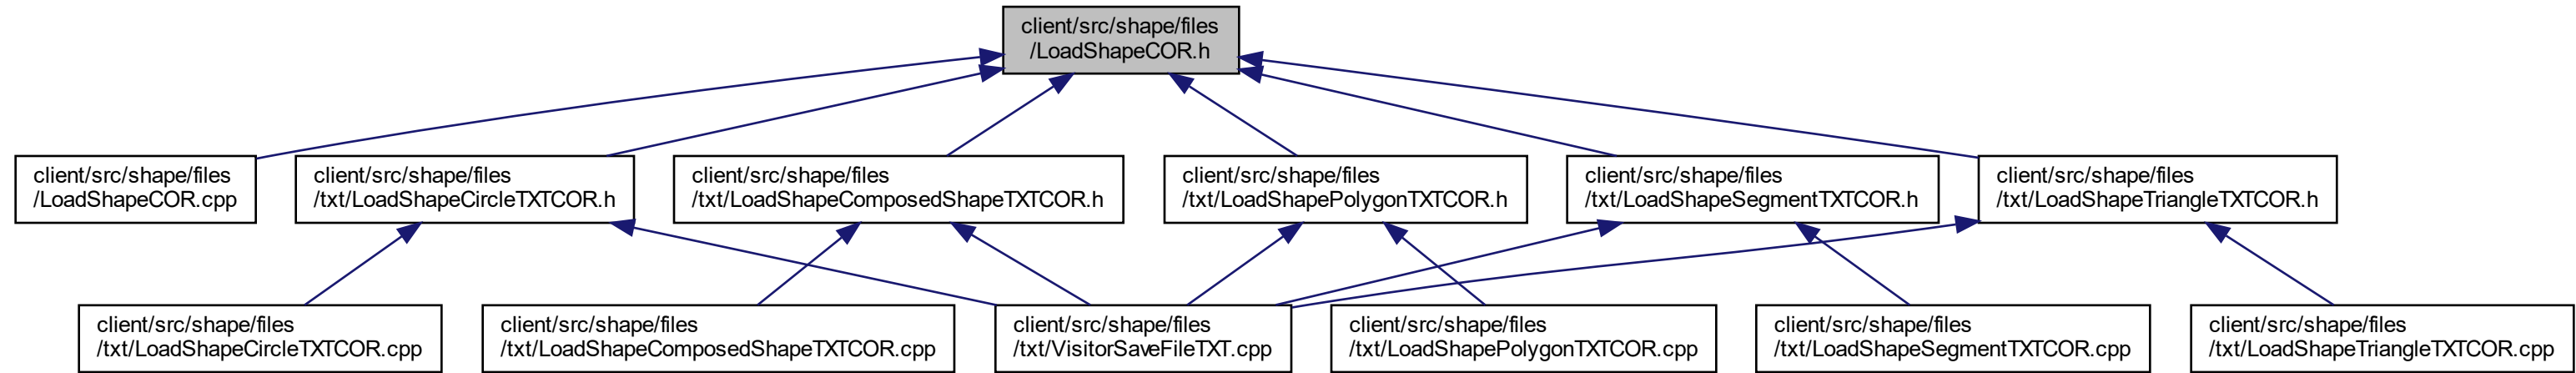 client/src/shape/files
/LoadShapeCOR.h
client/src/shape/files
/LoadShapeCOR.cpp
client/src/shape/files
/txt/LoadShapeCircleTXTCOR.h
client/src/shape/files
/txt/LoadShapeComposedShapeTXTCOR.h
client/src/shape/files
/txt/LoadShapePolygonTXTCOR.h
client/src/shape/files
/txt/LoadShapeSegmentTXTCOR.h
client/src/shape/files
/txt/LoadShapeTriangleTXTCOR.h
client/src/shape/files
/txt/LoadShapeCircleTXTCOR.cpp
client/src/shape/files
/txt/LoadShapeComposedShapeTXTCOR.cpp
client/src/shape/files
/txt/VisitorSaveFileTXT.cpp
client/src/shape/files
/txt/LoadShapePolygonTXTCOR.cpp
client/src/shape/files
/txt/LoadShapeSegmentTXTCOR.cpp
client/src/shape/files
/txt/LoadShapeTriangleTXTCOR.cpp